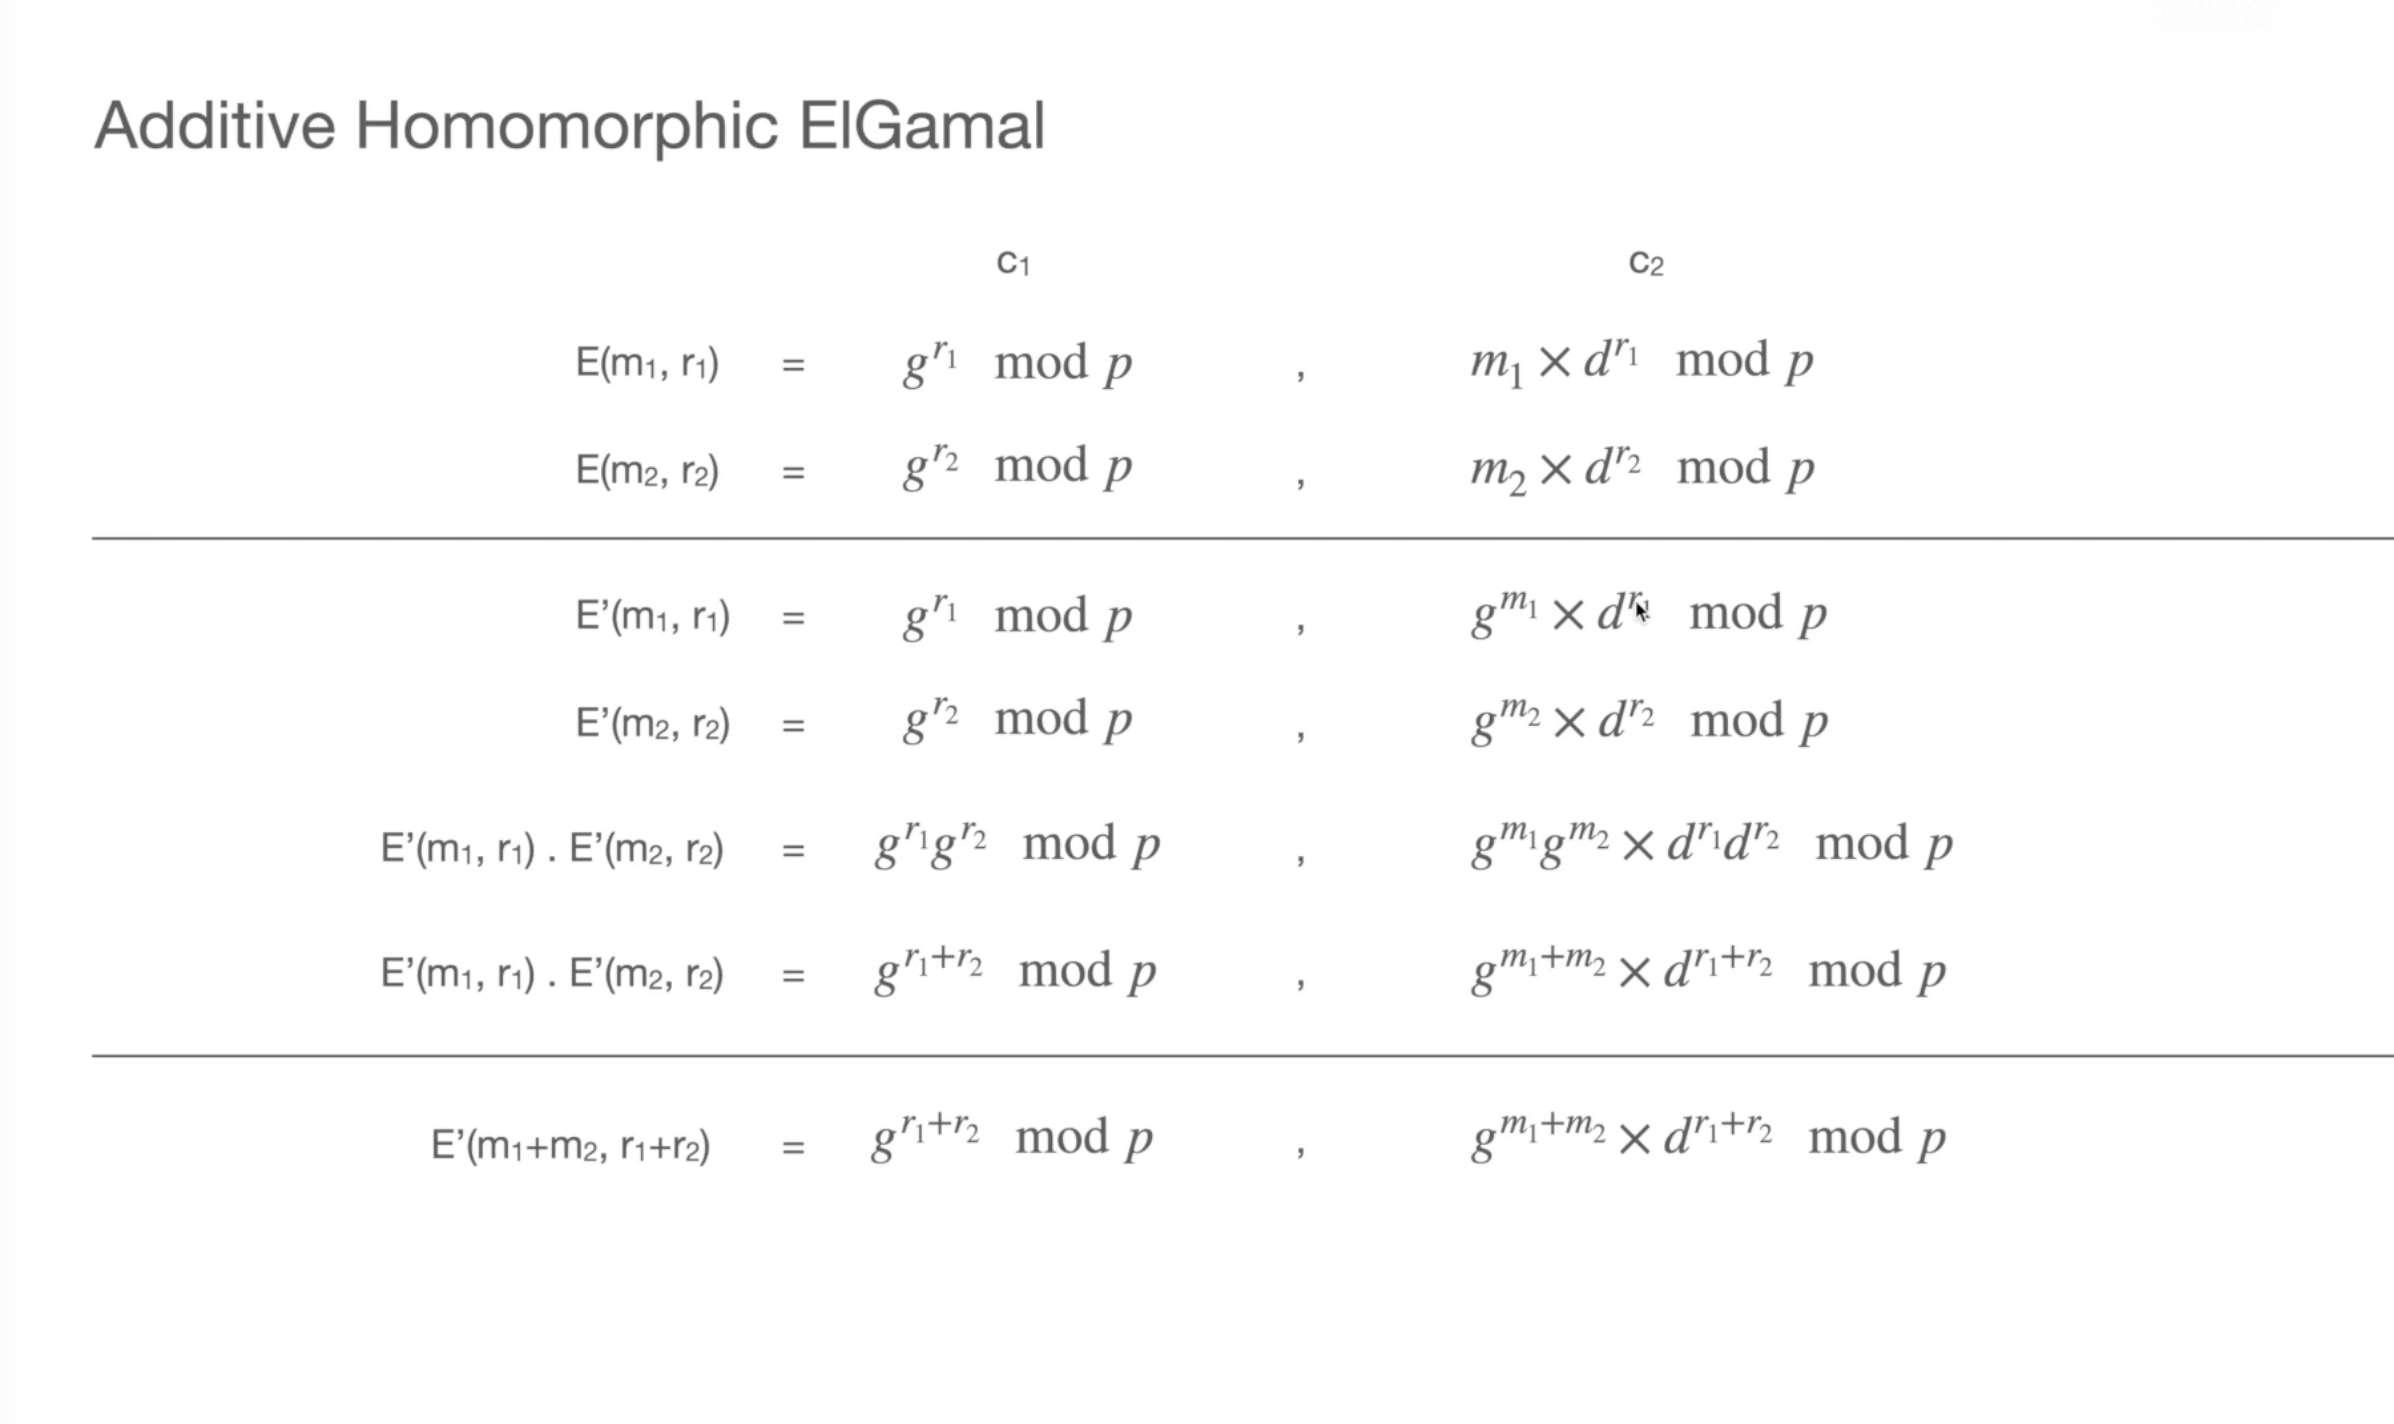 Additive Homomorphic ElGamal
c₁ c₂
E(m₁, r₁) = g^{r₁} mod p , m₁ × d^{r₁} mod p
E(m₂, r₂) = g^{r₂} mod p , m₂ × d^{r₂} mod p
E’(m₁, r₁) = g^{r₁} mod p , g^{m₁} × d^{r₁} mod p
E’(m₂, r₂) = g^{r₂} mod p , g^{m₂} × d^{r₂} mod p
E’(m₁, r₁) . E’(m₂, r₂) = g^{r₁}g^{r₂} mod p , g^{m₁}g^{m₂} × d^{r₁}d^{r₂} mod p
E’(m₁, r₁) . E’(m₂, r₂) = g^{r₁+r₂} mod p , g^{m₁+m₂} × d^{r₁+r₂} mod p
E’(m₁+m₂, r₁+r₂) = g^{r₁+r₂} mod p , g^{m₁+m₂} × d^{r₁+r₂} mod p